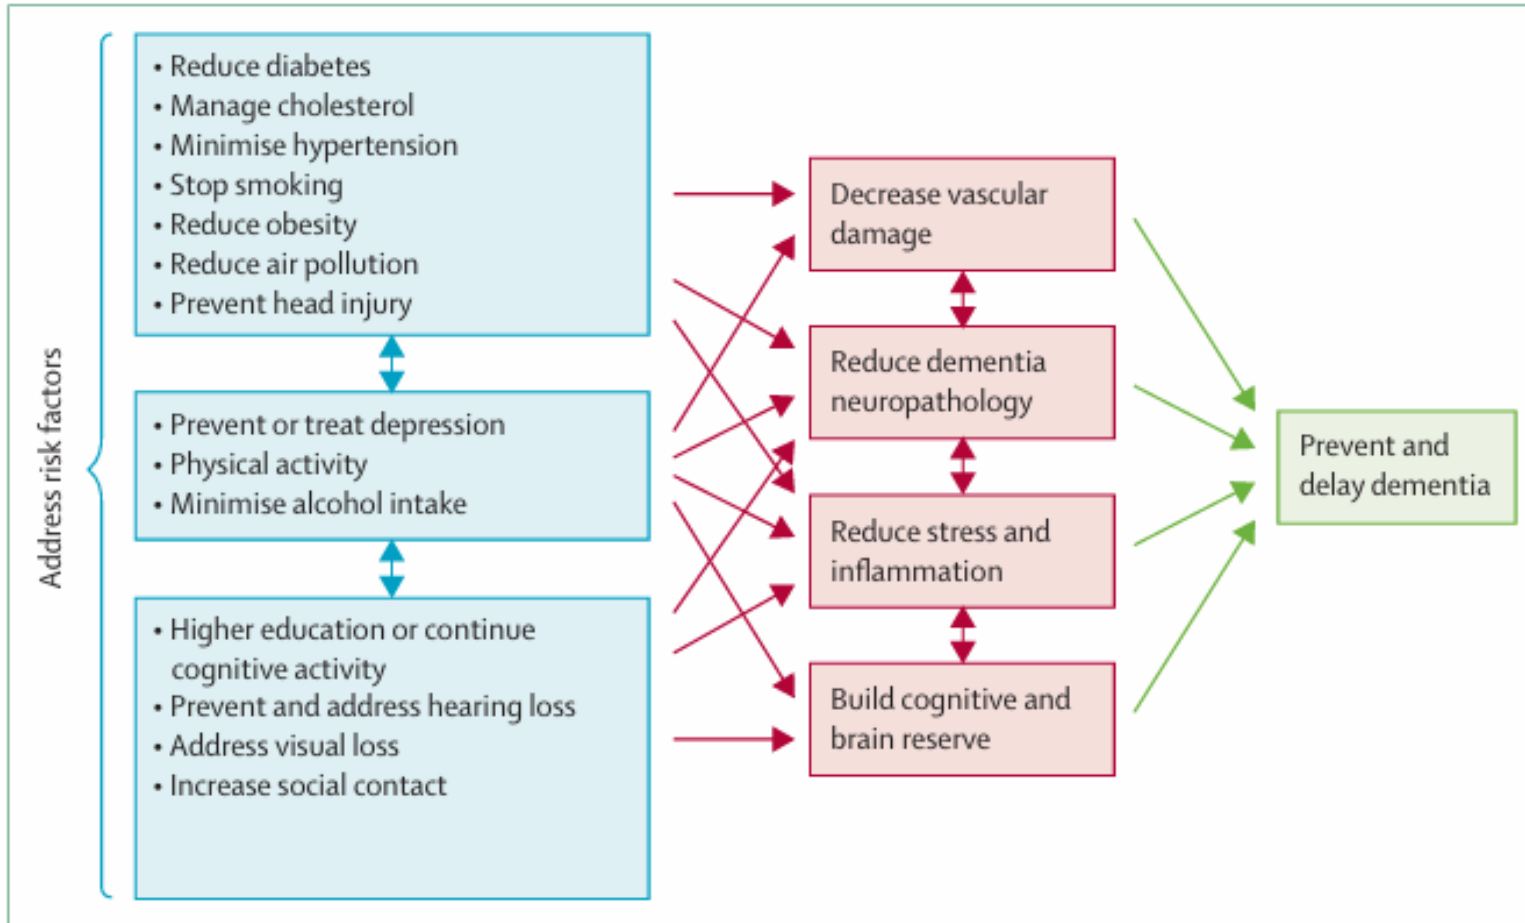 Address risk factors
• Reduce diabetes
• Manage cholesterol
• Minimise hypertension
• Stop smoking
• Reduce obesity
• Reduce air pollution
• Prevent head injury
• Prevent or treat depression
• Physical activity
• Minimise alcohol intake
• Higher education or continue
cognitive activity
• Prevent and address hearing loss
• Address visual loss
• Increase social contact
Decrease vascular
damage
Reduce dementia
neuropathology
Reduce stress and
inflammation
Build cognitive and
brain reserve
Prevent and
delay dementia